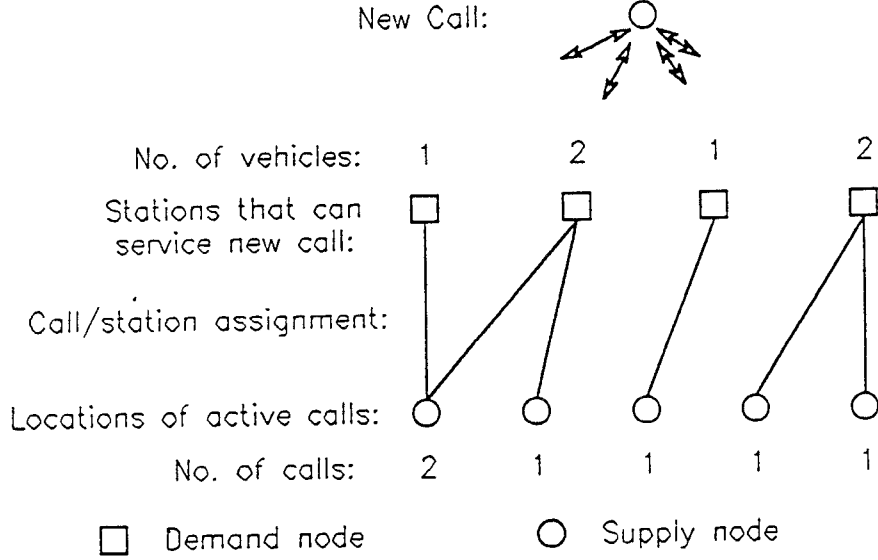 New Call:
No. of vehicles: 1 2 1 2
Stations that can
service new call:
Call/station assignment:
Locations of active calls:
No. of calls: 2 1 1 1 1
Demand node Supply node